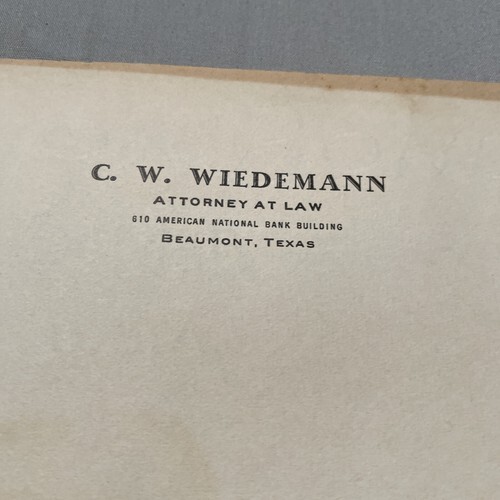 C. W. WIEDEMANN
ATTORNEY AT LAW
610 AMERICAN NATIONAL BANK BUILDING
BEAUMONT, TEXAS